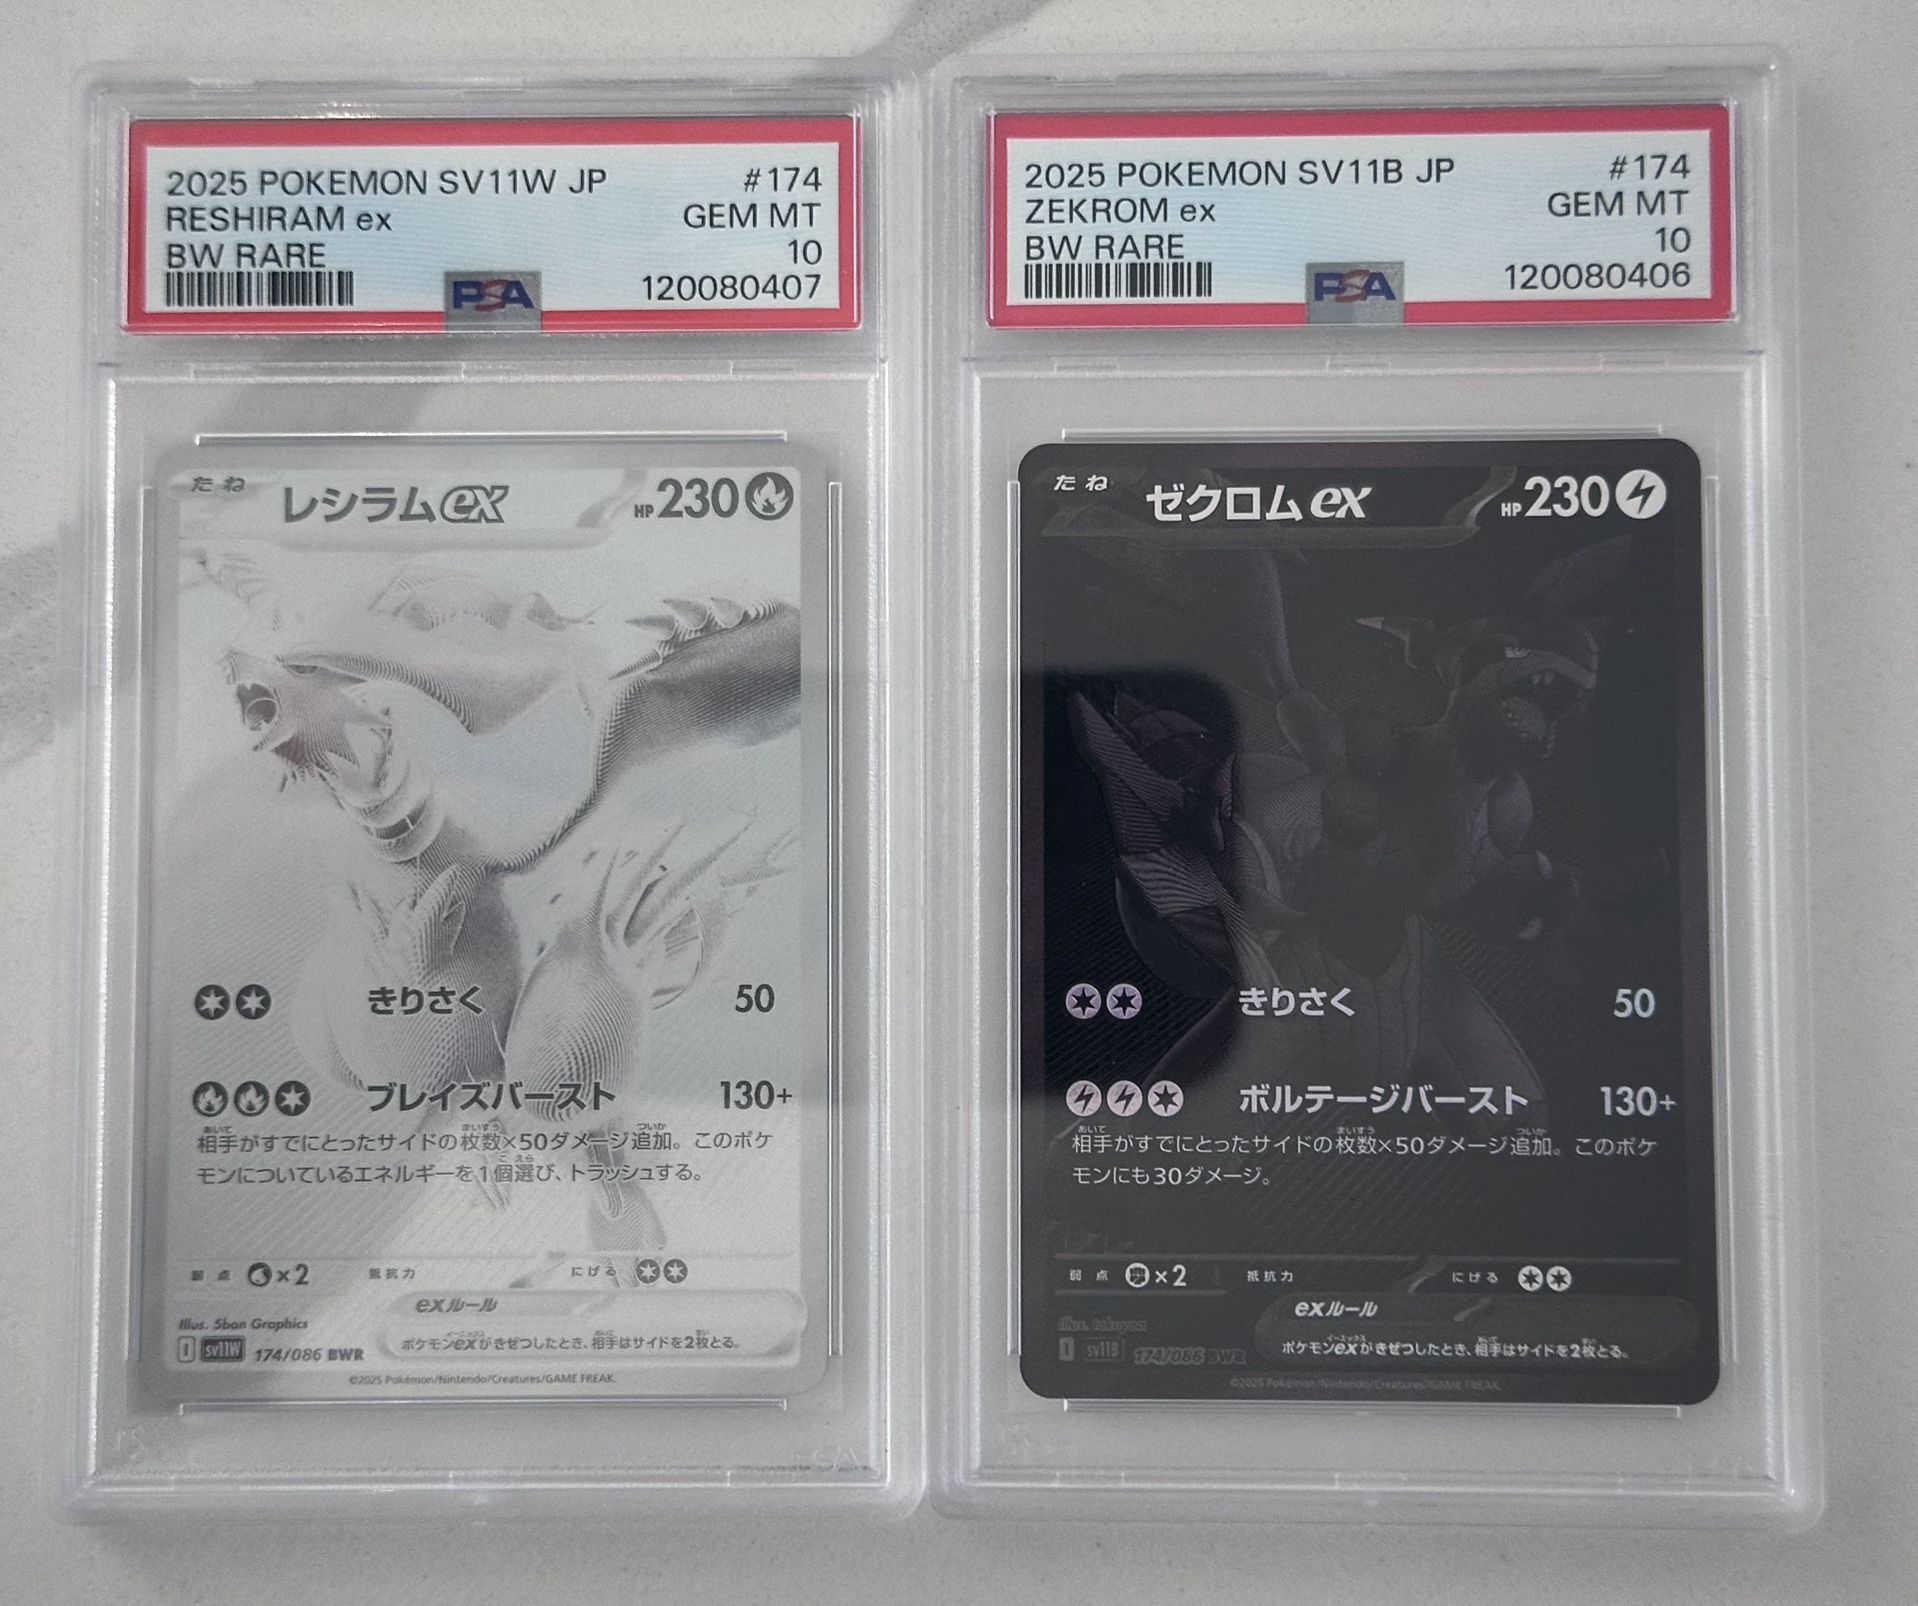 2025 POKEMON SV11W JP #174
RESHIRAM ex GEM MT
BW RARE 10
PSA 120080407
たね レシラムex HP230
きりさく 50
ブレイズバースト 130+
相手がすでにとったサイドの枚数×50ダメージ追加。このポケ
モンについているエネルギーを1個選び、トラッシュする。
弱点 ×2 抵抗力 にげる
exルール
ポケモンexがきぜつしたとき、相手はサイドを2枚とる。
Illus. 5ban Graphics
I sv11W 174/086 BWR
©2025 Pokémon/Nintendo/Creatures/GAME FREAK.
2025 POKEMON SV11B JP #174
ZEKROM ex GEM MT
BW RARE 10
PSA 120080406
たね ゼクロムex HP230
きりさく 50
ボルテージバースト 130+
相手がすでにとったサイドの枚数×50ダメージ追加。このポケ
モンにも30ダメージ。
弱点 ×2 抵抗力 にげる
exルール
ポケモンexがきぜつしたとき、相手はサイドを2枚とる。
Illus. takuyoa
I sv11B 174/086 BWR
©2025 Pokémon/Nintendo/Creatures/GAME FREAK.